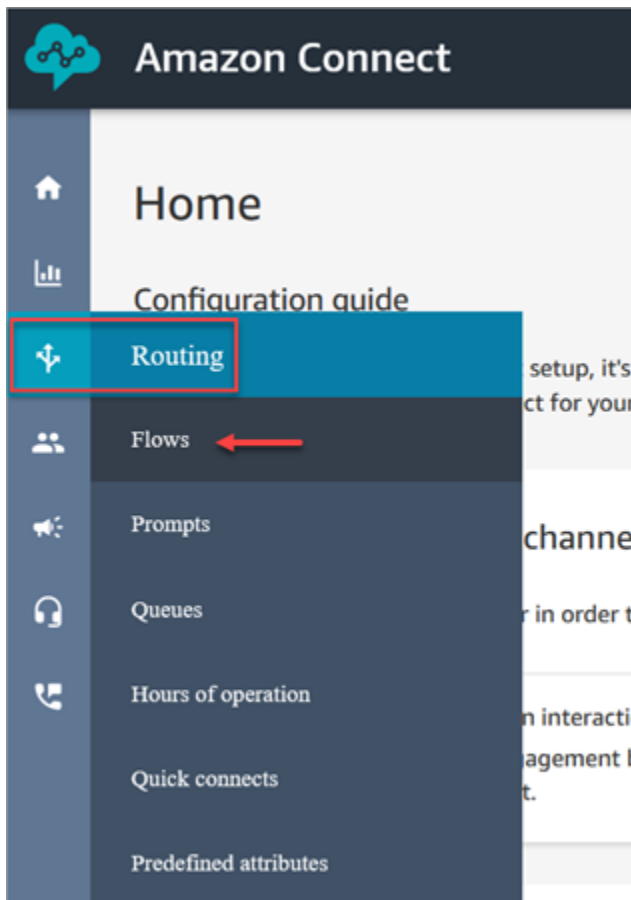 Amazon Connect
Home
Configuration guide
Routing
setup, it's
ct for your
Flows
Prompts
channe
Queues
r in order t
Hours of operation
n interacti
agement b
Quick connects
t.
Predefined attributes